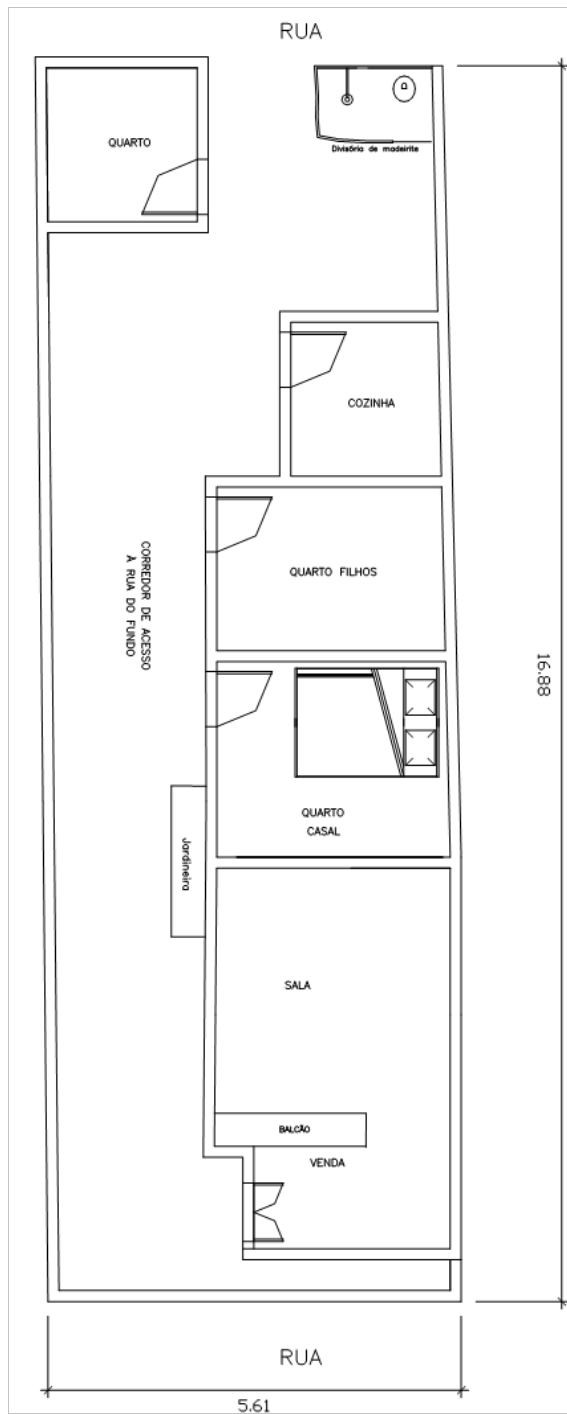 RUA
D
QUARTO
Divisória de madeirite
COZINHA
QUARTO FILHOS
CORREDOR DE ACESSO
À RUA DO FUNDO
16.88
QUARTO
CASAL
Jardineira
SALA
BALCÃO
VENDA
RUA
5.61